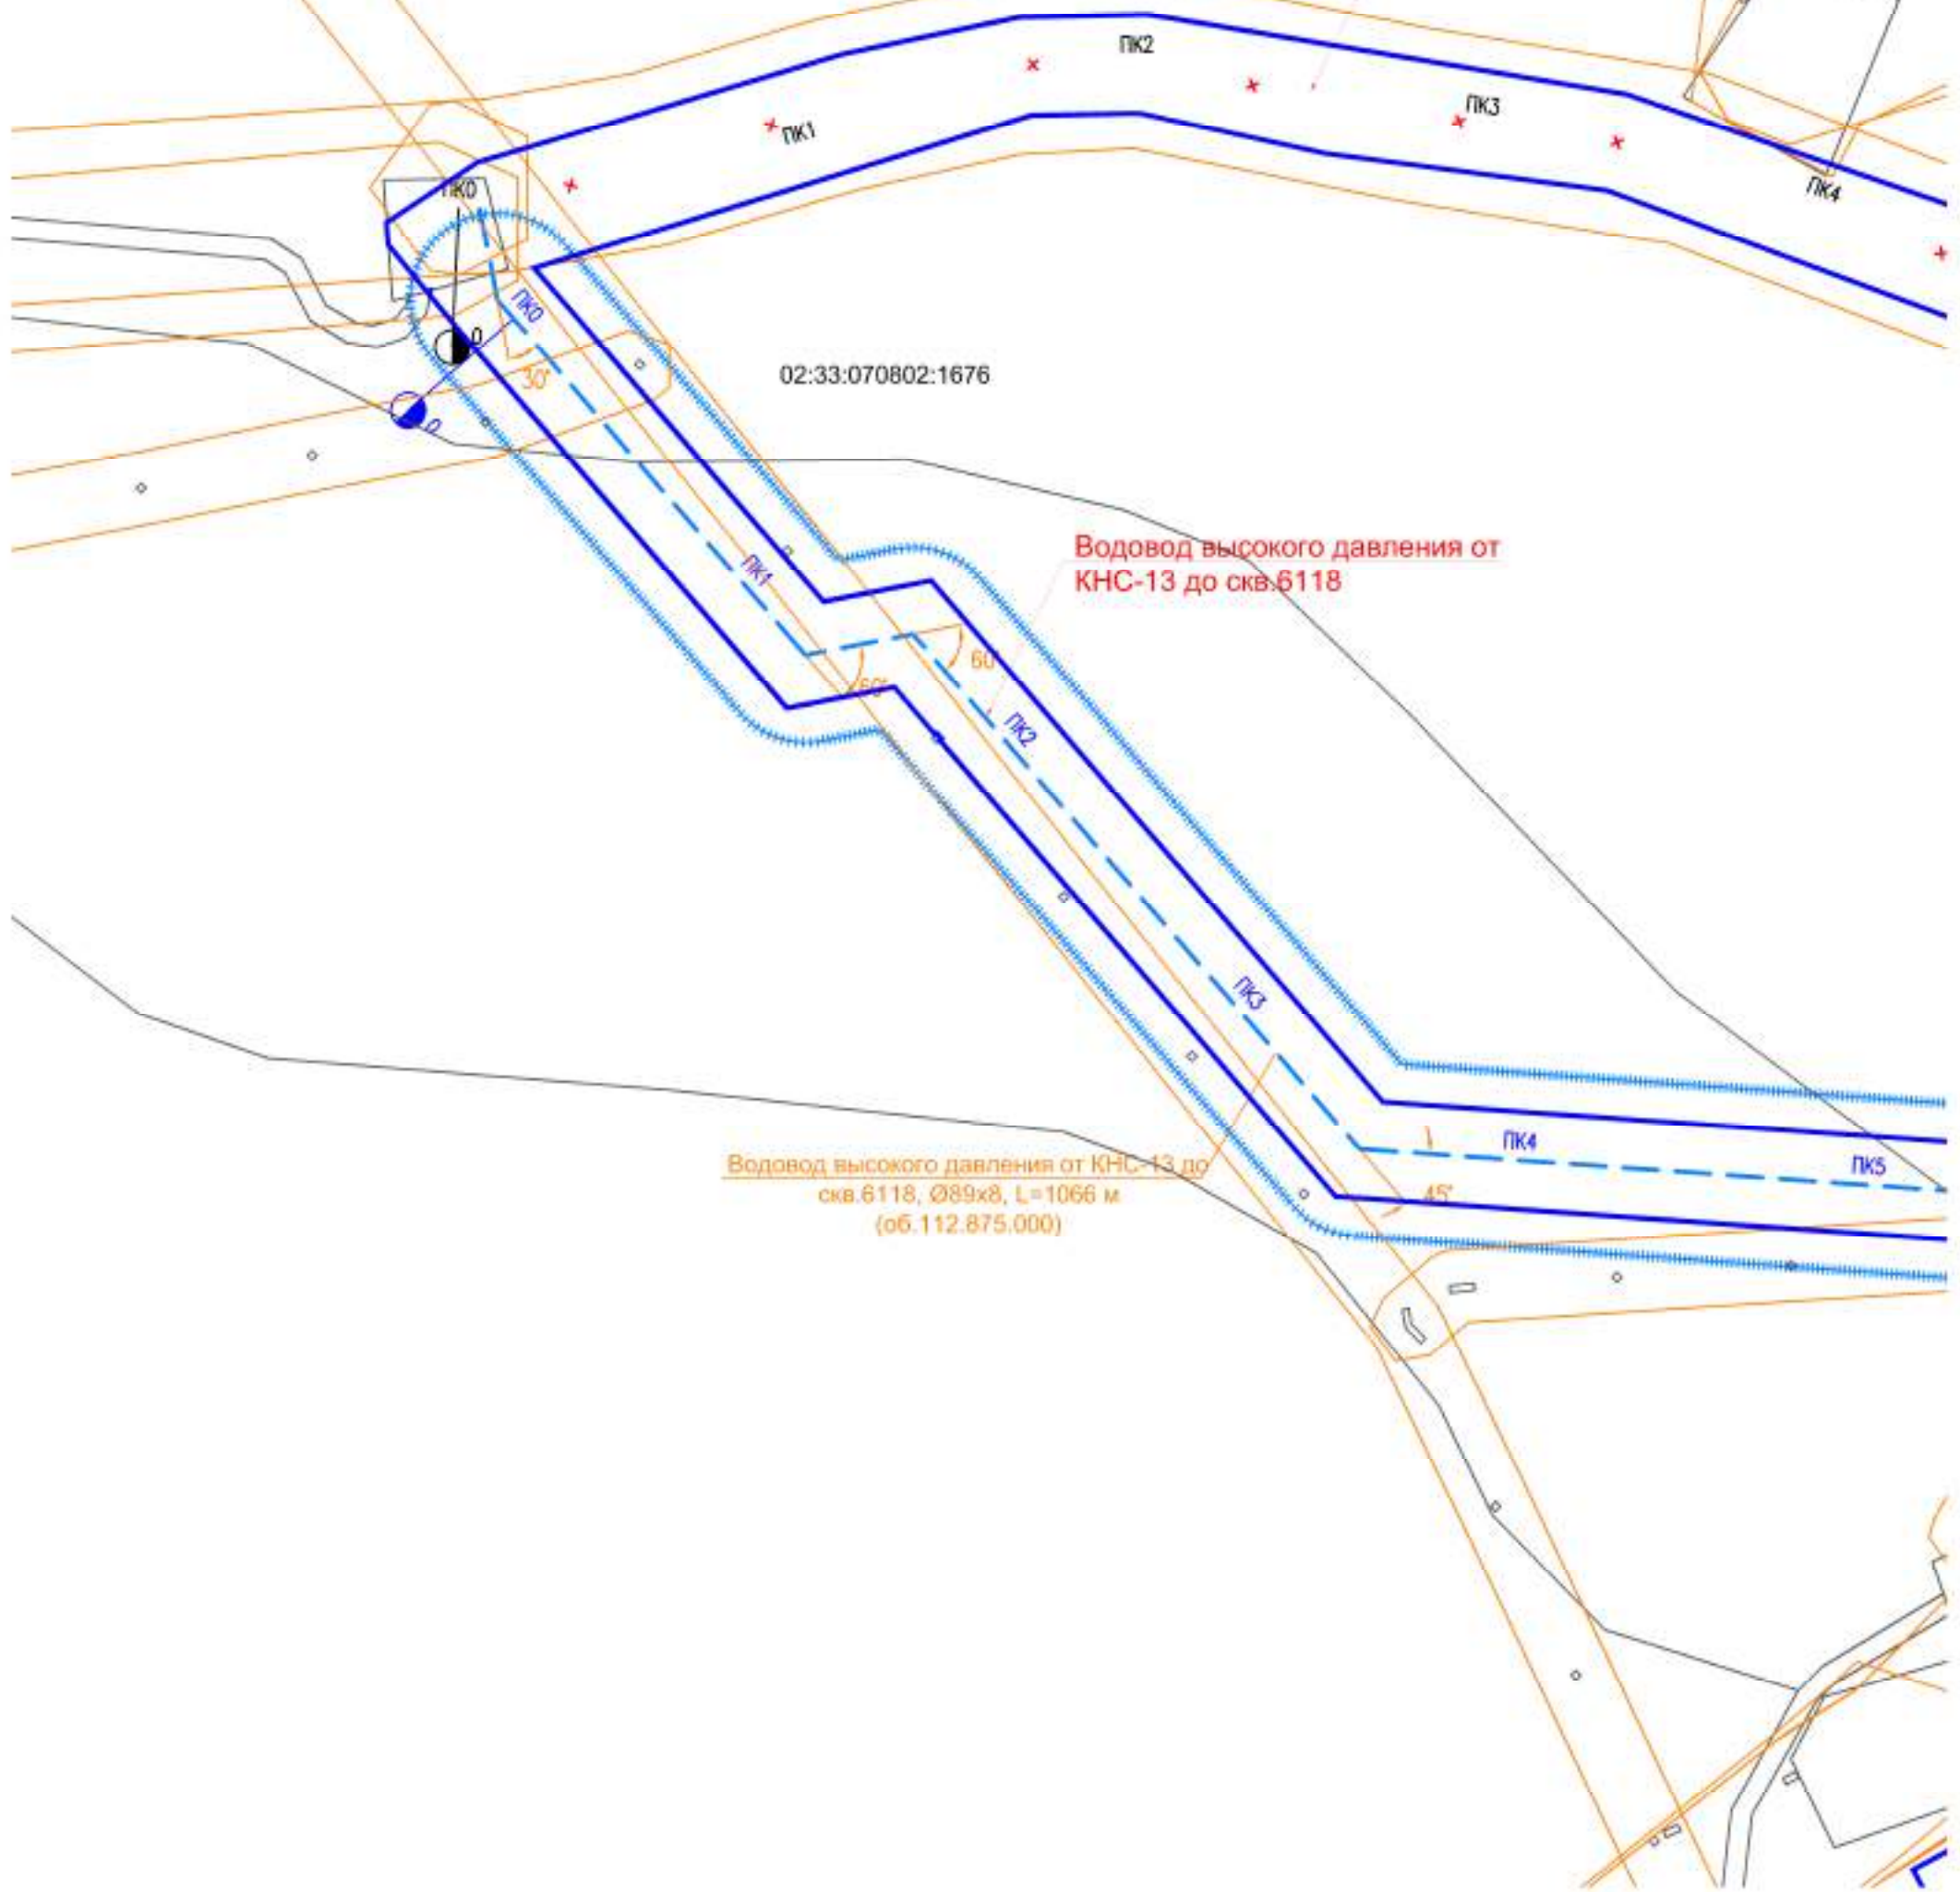 ПК2
ПК3
ПК1
ПК4
ПК0
ПК0
0
30°
02:33:070802:1676
0
Водовод высокого давления от
КНС-13 до скв.6118
ПК1
60°
60°
ПК2
ПК3
ПК4
ПК5
Водовод высокого давления от КНС-13 до
скв.6118, Ø89x8, L=1066 м
(об.112.875.000)
45°